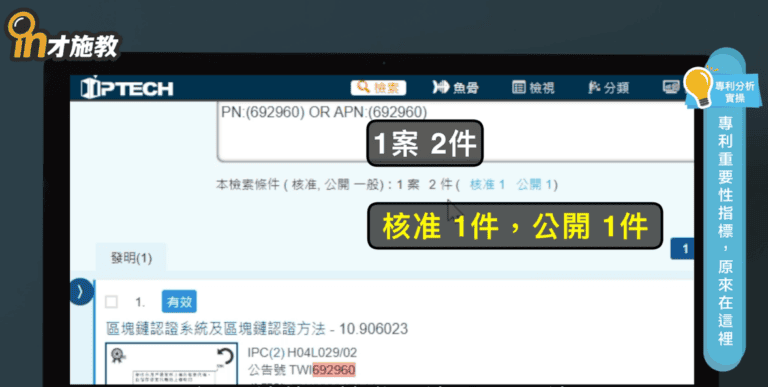 in才施教
IPTECH
檢索
魚骨
檢視
分類
PN:(692960) OR APN:(692960)
1案 2件
本檢索條件 ( 核准, 公開 一般) : 1 案 2 件 ( 核准 1 公開 1)
核准 1件，公開 1件
1
發明(1)
1.
有效
區塊鏈認證系統及區塊鏈認證方法 - 10.906023
IPC(2) H04L029/02
公告號 TWI692960
專利分析
實操
專利重要性指標，原來在這裡